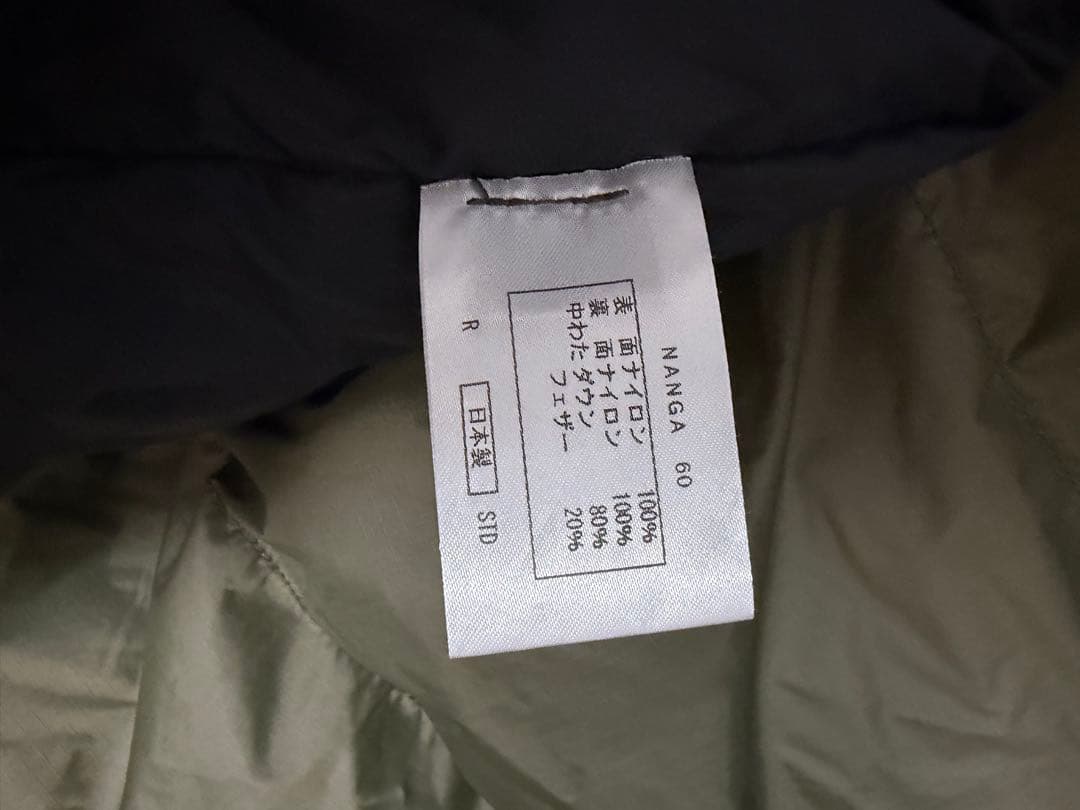 NANGA 60
表 面 ナイロン 100%
裏 面 ナイロン 100%
中わた ダウン 80%
フェザー 20%
R 日本製 STD